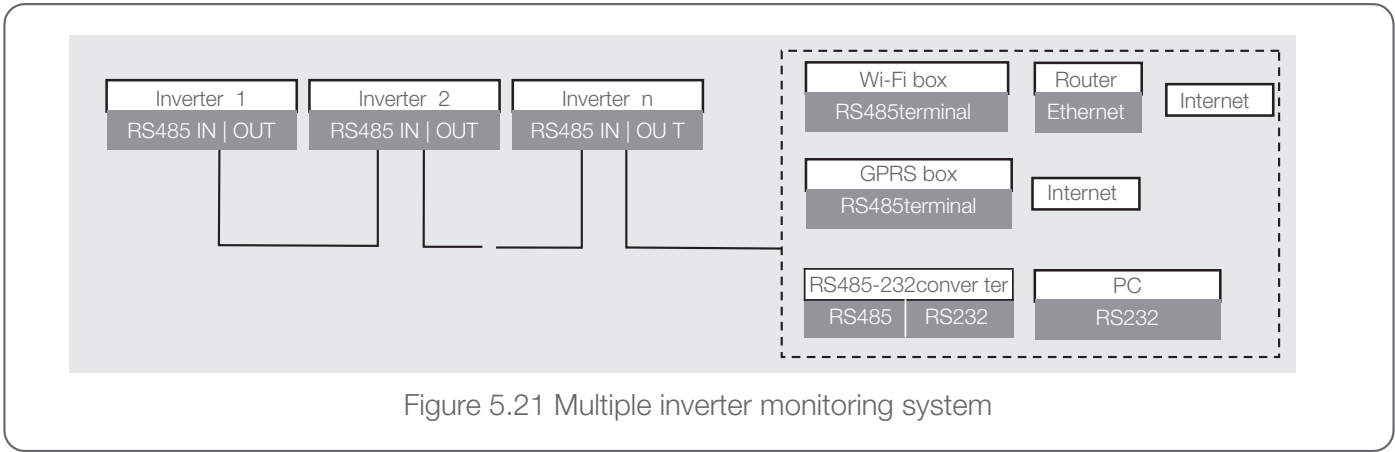 Inverter 1
RS485 IN | OUT
Inverter 2
RS485 IN | OUT
Inverter n
RS485 IN | OU T
Wi-Fi box
RS485terminal
Router
Ethernet
Internet
GPRS box
RS485terminal
Internet
RS485-232conver ter
RS485 RS232
PC
RS232
Figure 5.21 Multiple inverter monitoring system